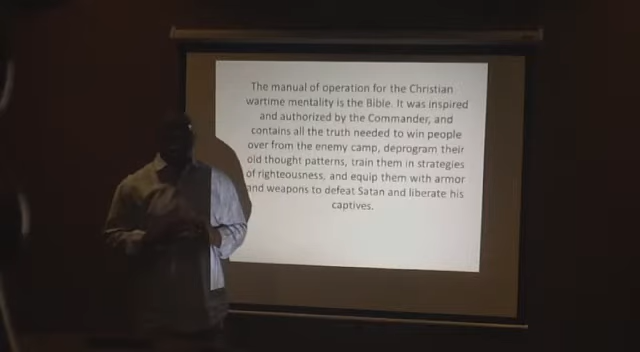 The manual of operation for the Christian
wartime mentality is the Bible. It was inspired
and authorized by the Commander, and
contains all the truth needed to win people
over from the enemy camp, deprogram their
old thought patterns, train them in strategies
of righteousness, and equip them with armor
and weapons to defeat Satan and liberate his
captives.